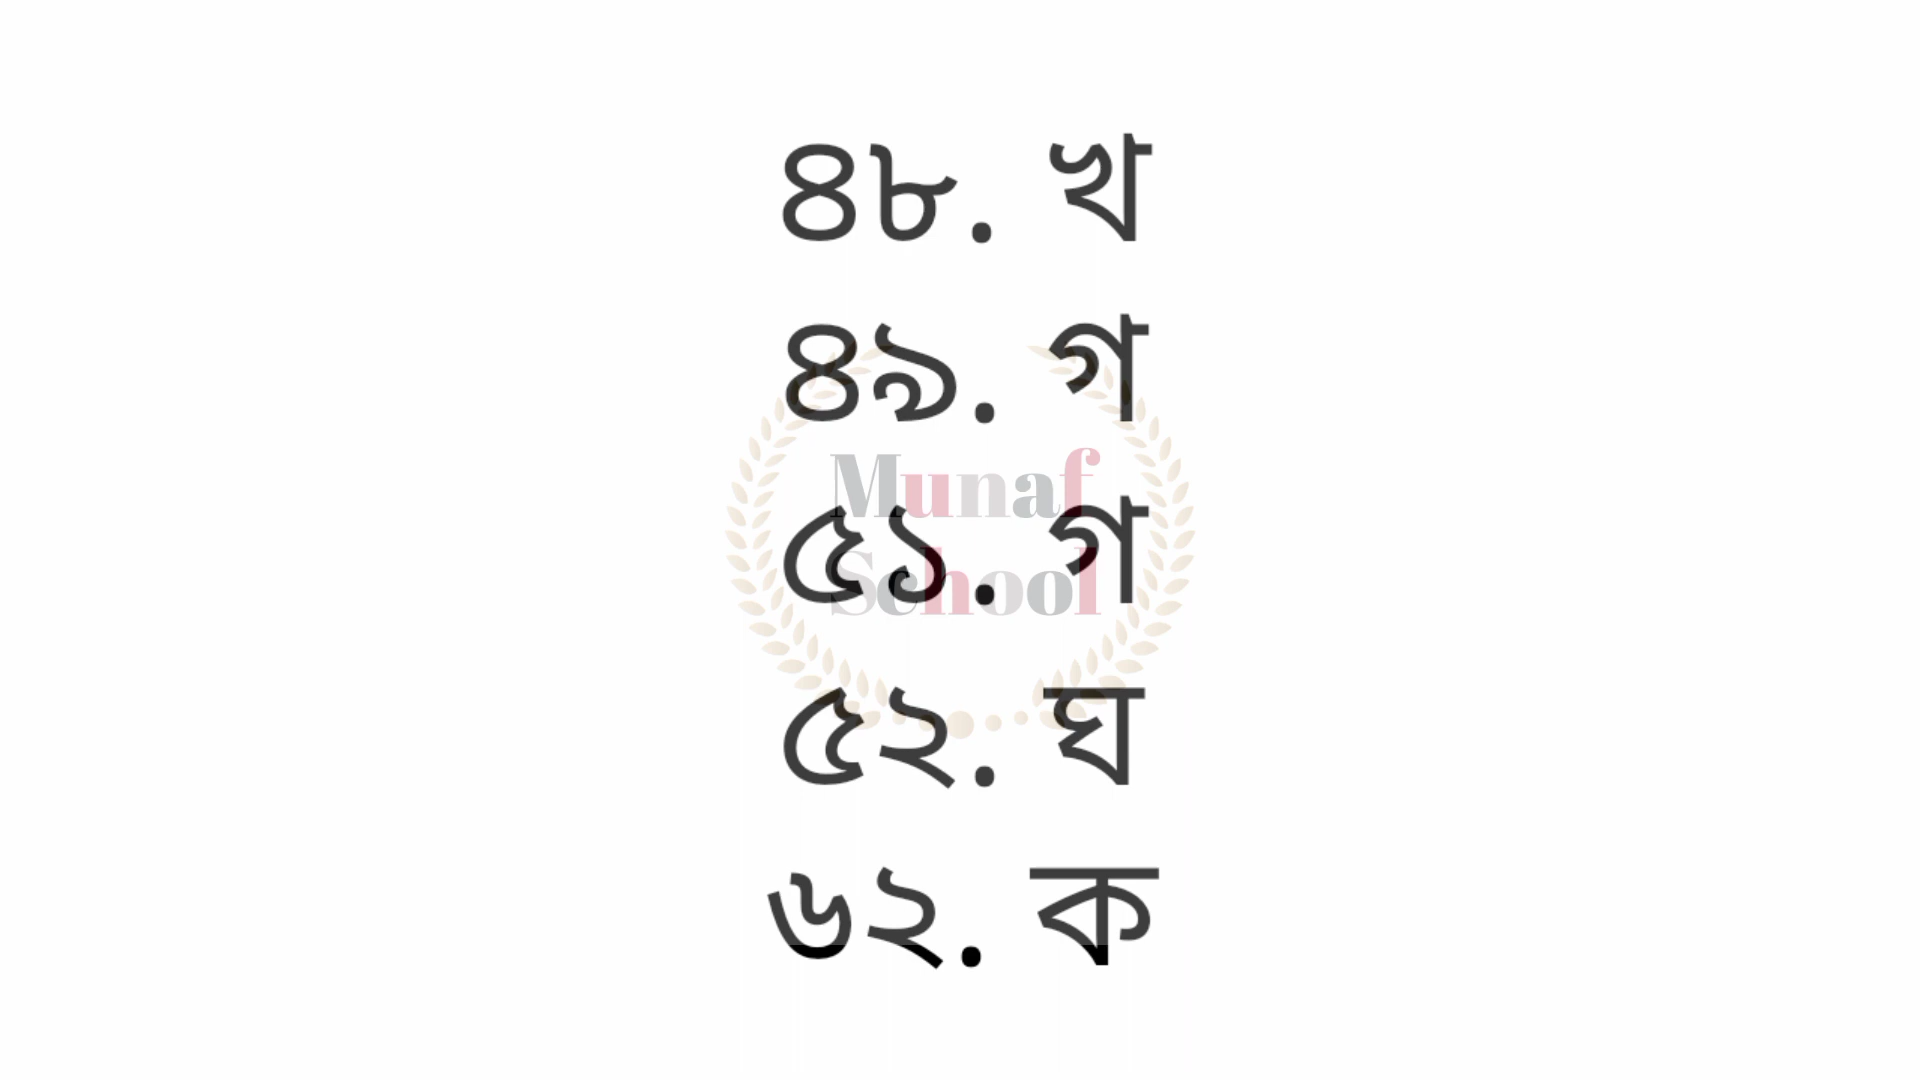 ৪৮. খ
৪৯. গ
Munaf
School
৫১. গ
৫২. ঘ
৬২. ক